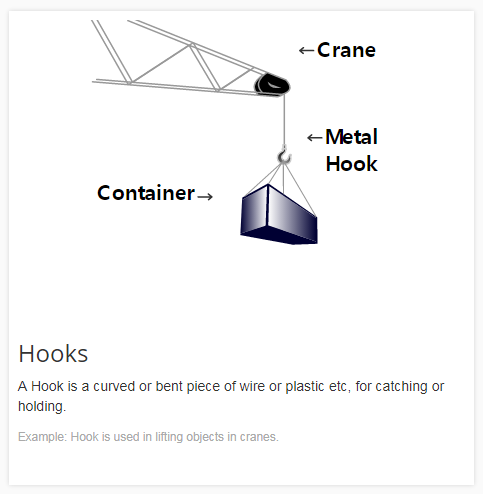 ←Crane
←Metal
Hook
Container→
Hooks
A Hook is a curved or bent piece of wire or plastic etc, for catching or
holding.
Example: Hook is used in lifting objects in cranes.